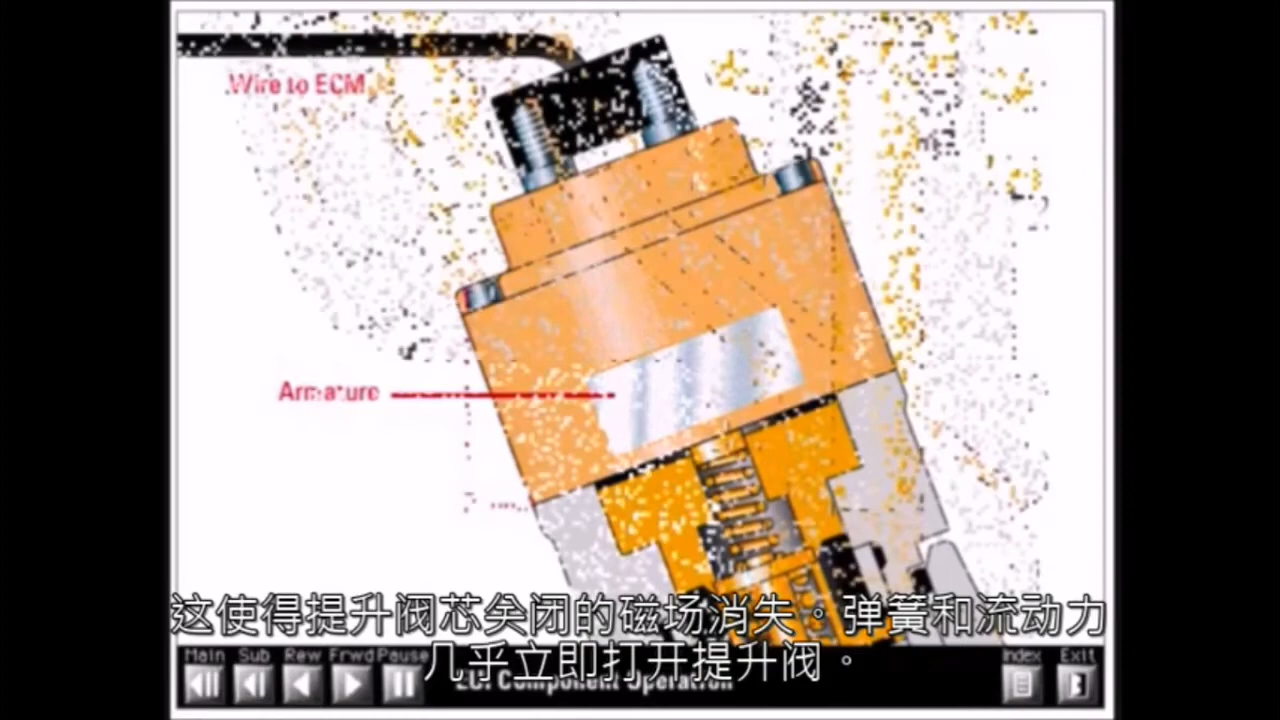 Wire to ECM
Armature
这使得提升阀芯关闭的磁场消失。弹簧和流动力
几乎立即打开提升阀。
Main Sub Rew Frwd Pause Index Exit
Component Operation